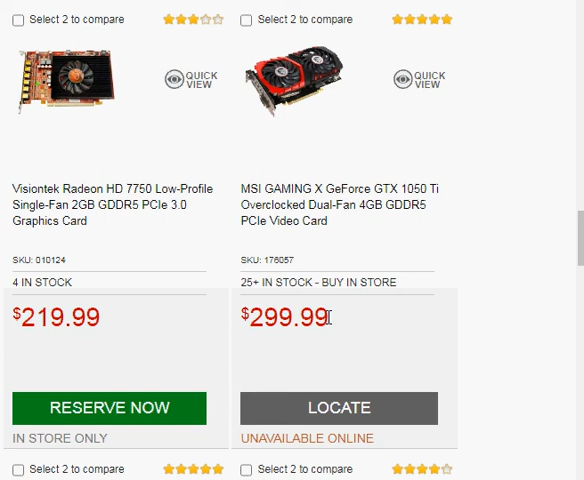 Select 2 to compare
Select 2 to compare
QUICK VIEW
QUICK VIEW
Visiontek Radeon HD 7750 Low-Profile
Single-Fan 2GB GDDR5 PCIe 3.0
Graphics Card
SKU: 010124
4 IN STOCK
$219.99
RESERVE NOW
IN STORE ONLY
MSI GAMING X GeForce GTX 1050 Ti
Overclocked Dual-Fan 4GB GDDR5
PCIe Video Card
SKU: 176057
25+ IN STOCK - BUY IN STORE
$299.99
LOCATE
UNAVAILABLE ONLINE
Select 2 to compare
Select 2 to compare